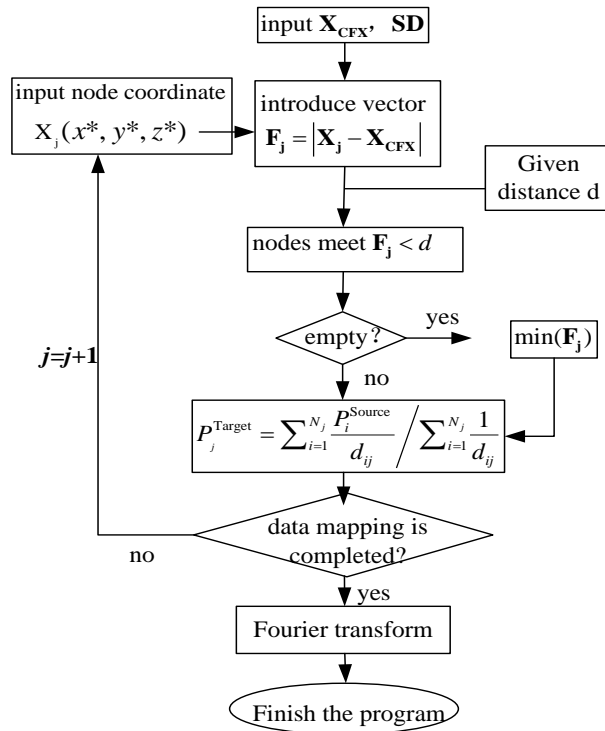 input X_CFX, SD
input node coordinate
X_j(x*, y*, z*)
introduce vector
F_j = |X_j − X_CFX|
Given
distance d
nodes meet F_j < d
empty?
yes
min(F_j)
j=j+1
no
P_j^Target = ∑_{i=1}^{N_j} P_i^Source / d_ij / ∑_{i=1}^{N_j} 1 / d_ij
data mapping is
completed?
no
yes
Fourier transform
Finish the program